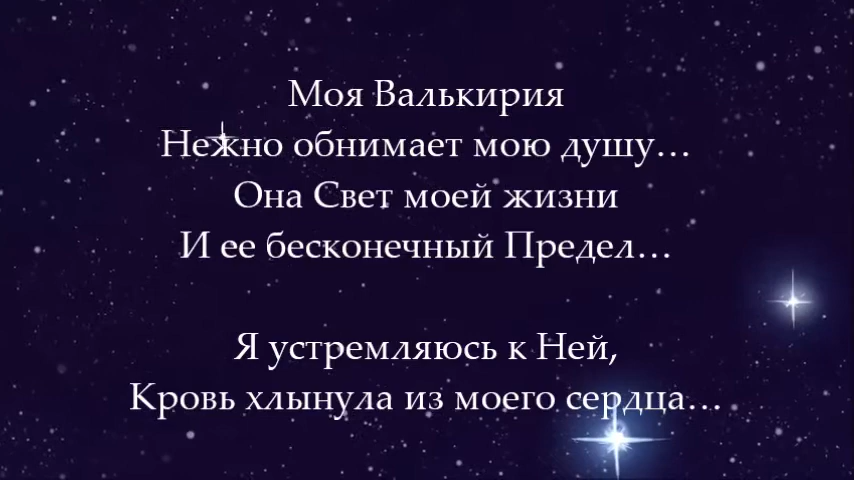 Моя Валькирия
Нежно обнимает мою душу…
Она Свет моей жизни
И ее бесконечный Предел…
Я устремляюсь к Ней,
Кровь хлынула из моего сердца…